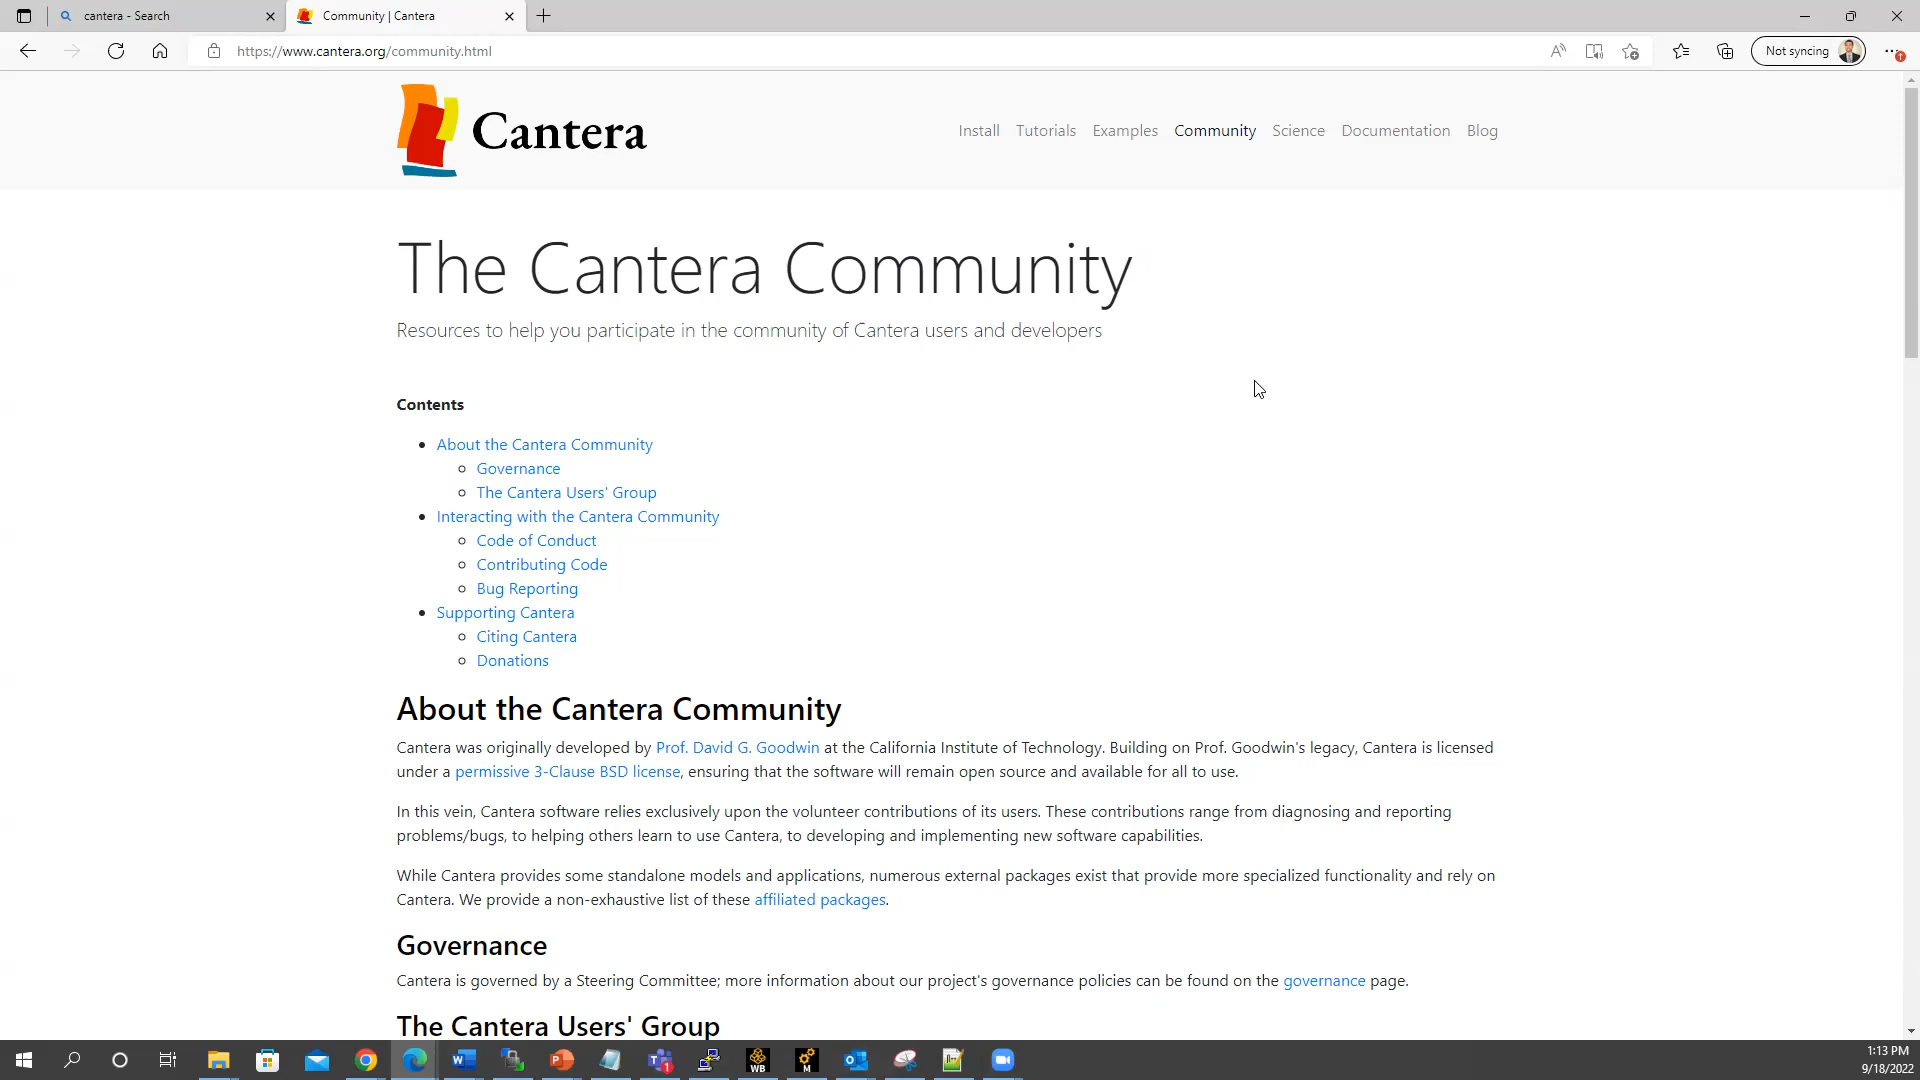 cantera - Search
Community | Cantera
https://www.cantera.org/community.html
Not syncing
Cantera
Install Tutorials Examples Community Science Documentation Blog
The Cantera Community
Resources to help you participate in the community of Cantera users and developers
Contents
About the Cantera Community
Governance
The Cantera Users' Group
Interacting with the Cantera Community
Code of Conduct
Contributing Code
Bug Reporting
Supporting Cantera
Citing Cantera
Donations
About the Cantera Community
Cantera was originally developed by Prof. David G. Goodwin at the California Institute of Technology. Building on Prof. Goodwin's legacy, Cantera is licensed
under a permissive 3-Clause BSD license, ensuring that the software will remain open source and available for all to use.
In this vein, Cantera software relies exclusively upon the volunteer contributions of its users. These contributions range from diagnosing and reporting
problems/bugs, to helping others learn to use Cantera, to developing and implementing new software capabilities.
While Cantera provides some standalone models and applications, numerous external packages exist that provide more specialized functionality and rely on
Cantera. We provide a non-exhaustive list of these affiliated packages.
Governance
Cantera is governed by a Steering Committee; more information about our project's governance policies can be found on the governance page.
The Cantera Users' Group
WB
M
1:13 PM
9/18/2022